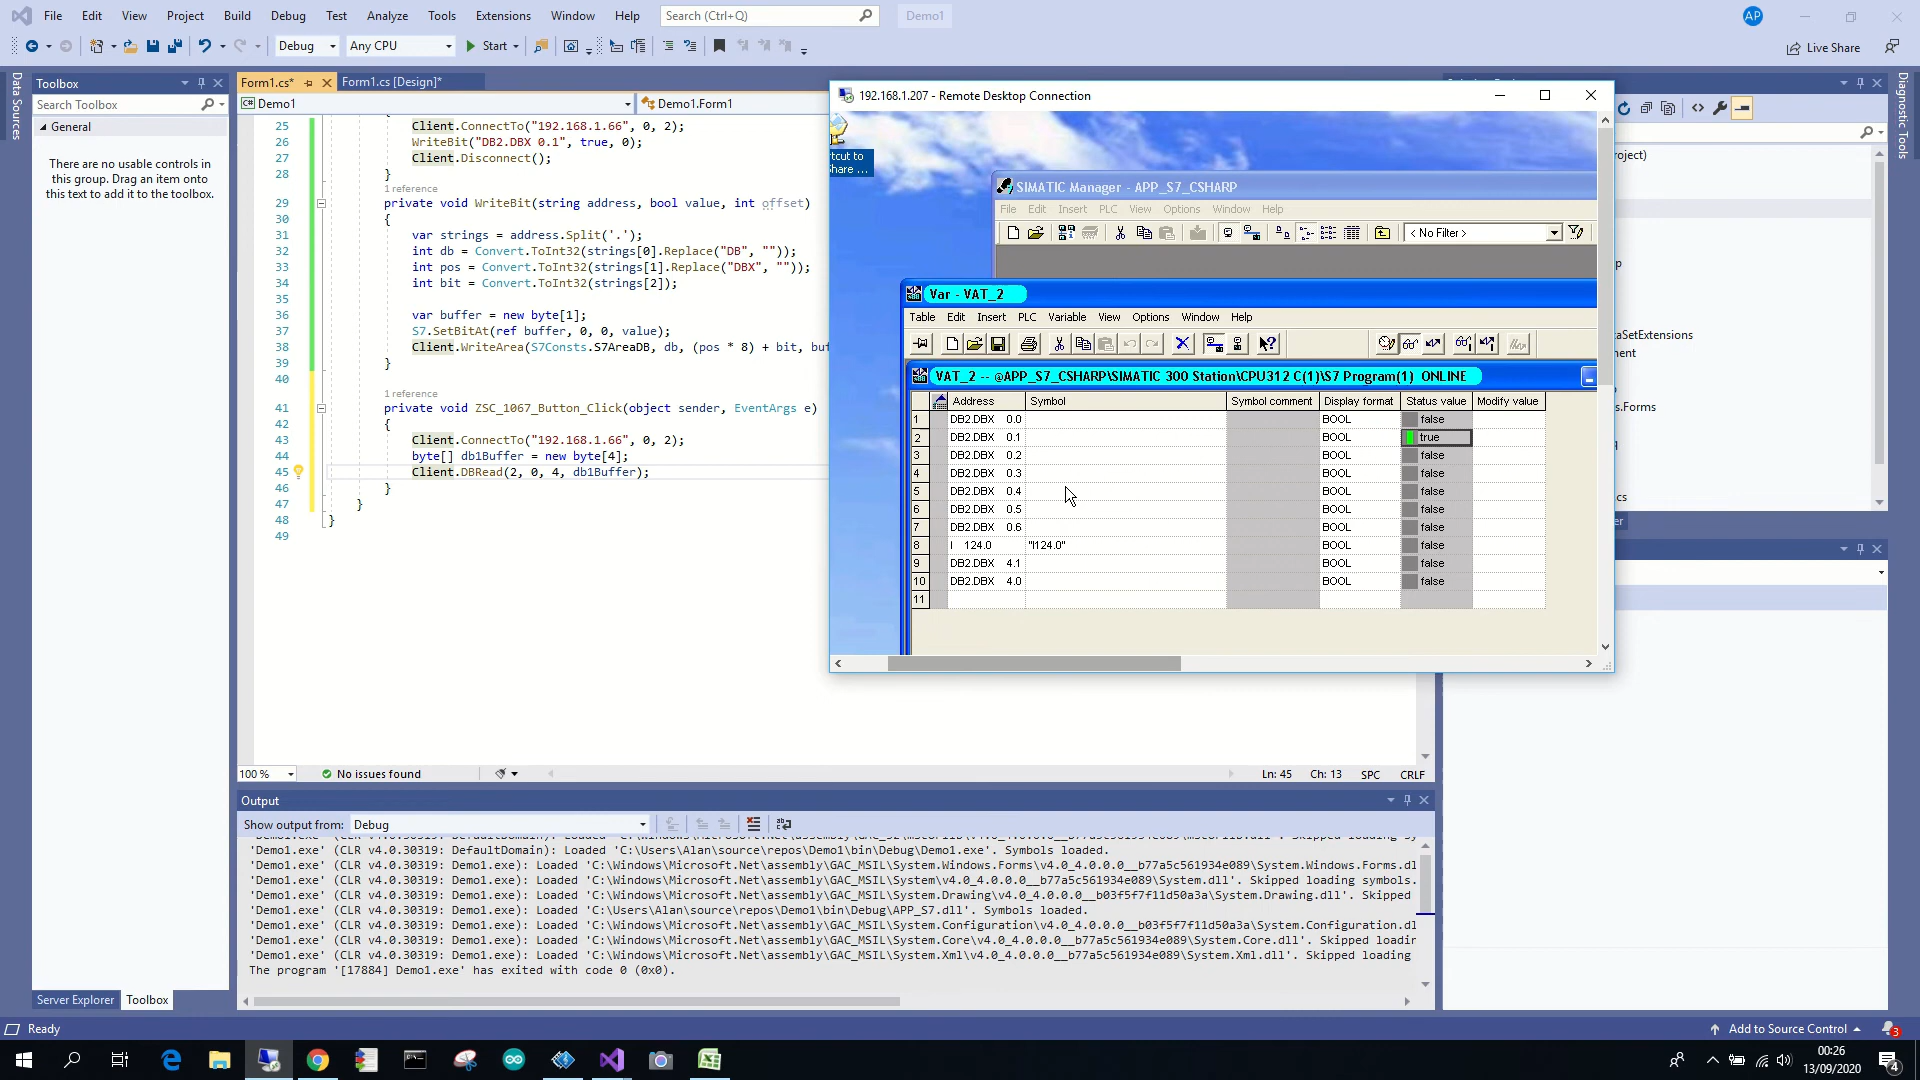 File Edit View Project Build Debug Test Analyze Tools Extensions Window Help Search (Ctrl+Q) Demo1 AP
Debug Any CPU Start Live Share
Data Sources
Toolbox
Search Toolbox
General
There are no usable controls in
this group. Drag an item onto
this text to add it to the toolbox.
Server Explorer Toolbox
Form1.cs* Form1.cs [Design]*
Demo1 Demo1.Form1
25 Client.ConnectTo("192.168.1.66", 0, 2);
26 WriteBit("DB2.DBX 0.1", true, 0);
27 Client.Disconnect();
28 }
1 reference
29 private void WriteBit(string address, bool value, int offset)
30 {
31 var strings = address.Split('.');
32 int db = Convert.ToInt32(strings[0].Replace("DB", ""));
33 int pos = Convert.ToInt32(strings[1].Replace("DBX", ""));
34 int bit = Convert.ToInt32(strings[2]);
35
36 var buffer = new byte[1];
37 S7.SetBitAt(ref buffer, 0, 0, value);
38 Client.WriteArea(S7Consts.S7AreaDB, db, (pos * 8) + bit, buf
39 }
40
1 reference
41 private void ZSC_1067_Button_Click(object sender, EventArgs e)
42 {
43 Client.ConnectTo("192.168.1.66", 0, 2);
44 byte[] db1Buffer = new byte[4];
45 Client.DBRead(2, 0, 4, db1Buffer);
46 }
47 }
48 }
49
100 % No issues found Ln: 45 Ch: 13 SPC CRLF
192.168.1.207 - Remote Desktop Connection
rtcut to
Share ...
SIMATIC Manager - APP_S7_CSHARP
File Edit Insert PLC View Options Window Help
< No Filter >
Var - VAT_2
Table Edit Insert PLC Variable View Options Window Help
VAT_2 -- @APP_S7_CSHARP\SIMATIC 300 Station\CPU312 C(1)\S7 Program(1) ONLINE
Address Symbol Symbol comment Display format Status value Modify value
1 DB2.DBX 0.0 BOOL false
2 DB2.DBX 0.1 BOOL true
3 DB2.DBX 0.2 BOOL false
4 DB2.DBX 0.3 BOOL false
5 DB2.DBX 0.4 BOOL false
6 DB2.DBX 0.5 BOOL false
7 DB2.DBX 0.6 BOOL false
8 I 124.0 "I124.0" BOOL false
9 DB2.DBX 4.1 BOOL false
10 DB2.DBX 4.0 BOOL false
11
Diagnostic Tools
roject)
taSetExtensions
ment
s.Forms
cs
er
Output
Show output from: Debug
'Demo1.exe' (CLR v4.0.30319: DefaultDomain): Loaded 'C:\Users\Alan\source\repos\Demo1\bin\Debug\Demo1.exe'. Symbols loaded.
'Demo1.exe' (CLR v4.0.30319: Demo1.exe): Loaded 'C:\Windows\Microsoft.Net\assembly\GAC_MSIL\System.Windows.Forms\v4.0_4.0.0.0__b77a5c561934e089\System.Windows.Forms.dl
'Demo1.exe' (CLR v4.0.30319: Demo1.exe): Loaded 'C:\Windows\Microsoft.Net\assembly\GAC_MSIL\System\v4.0_4.0.0.0__b77a5c561934e089\System.dll'. Skipped loading symbols.
'Demo1.exe' (CLR v4.0.30319: Demo1.exe): Loaded 'C:\Windows\Microsoft.Net\assembly\GAC_MSIL\System.Drawing\v4.0_4.0.0.0__b03f5f7f11d50a3a\System.Drawing.dll'. Skipped
'Demo1.exe' (CLR v4.0.30319: Demo1.exe): Loaded 'C:\Users\Alan\source\repos\Demo1\bin\Debug\APP_S7.dll'. Symbols loaded.
'Demo1.exe' (CLR v4.0.30319: Demo1.exe): Loaded 'C:\Windows\Microsoft.Net\assembly\GAC_MSIL\System.Configuration\v4.0_4.0.0.0__b03f5f7f11d50a3a\System.Configuration.dl
'Demo1.exe' (CLR v4.0.30319: Demo1.exe): Loaded 'C:\Windows\Microsoft.Net\assembly\GAC_MSIL\System.Core\v4.0_4.0.0.0__b77a5c561934e089\System.Core.dll'. Skipped loadin
'Demo1.exe' (CLR v4.0.30319: Demo1.exe): Loaded 'C:\Windows\Microsoft.Net\assembly\GAC_MSIL\System.Xml\v4.0_4.0.0.0__b77a5c561934e089\System.Xml.dll'. Skipped loading
The program '[17884] Demo1.exe' has exited with code 0 (0x0).
Ready Add to Source Control 3
00:26
13/09/2020
4